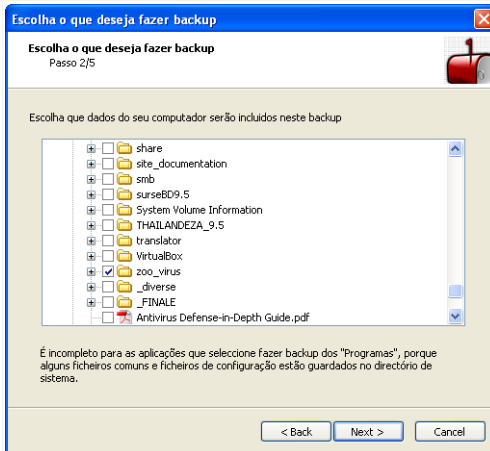 Escolha o que deseja fazer backup
Escolha o que deseja fazer backup
Passo 2/5
Escolha que dados do seu computador serão incluidos neste backup
share
site_documentation
smb
surseBD9.5
System Volume Information
THAILANDEZA_9.5
translator
VirtualBox
zoo_virus
_diverse
_FINALE
Antivirus Defense-in-Depth Guide.pdf
É incompleto para as aplicações que seleccione fazer backup dos "Programas", porque
alguns ficheiros comuns e ficheiros de configuração estão guardados no directório de
sistema.
< Back Next > Cancel